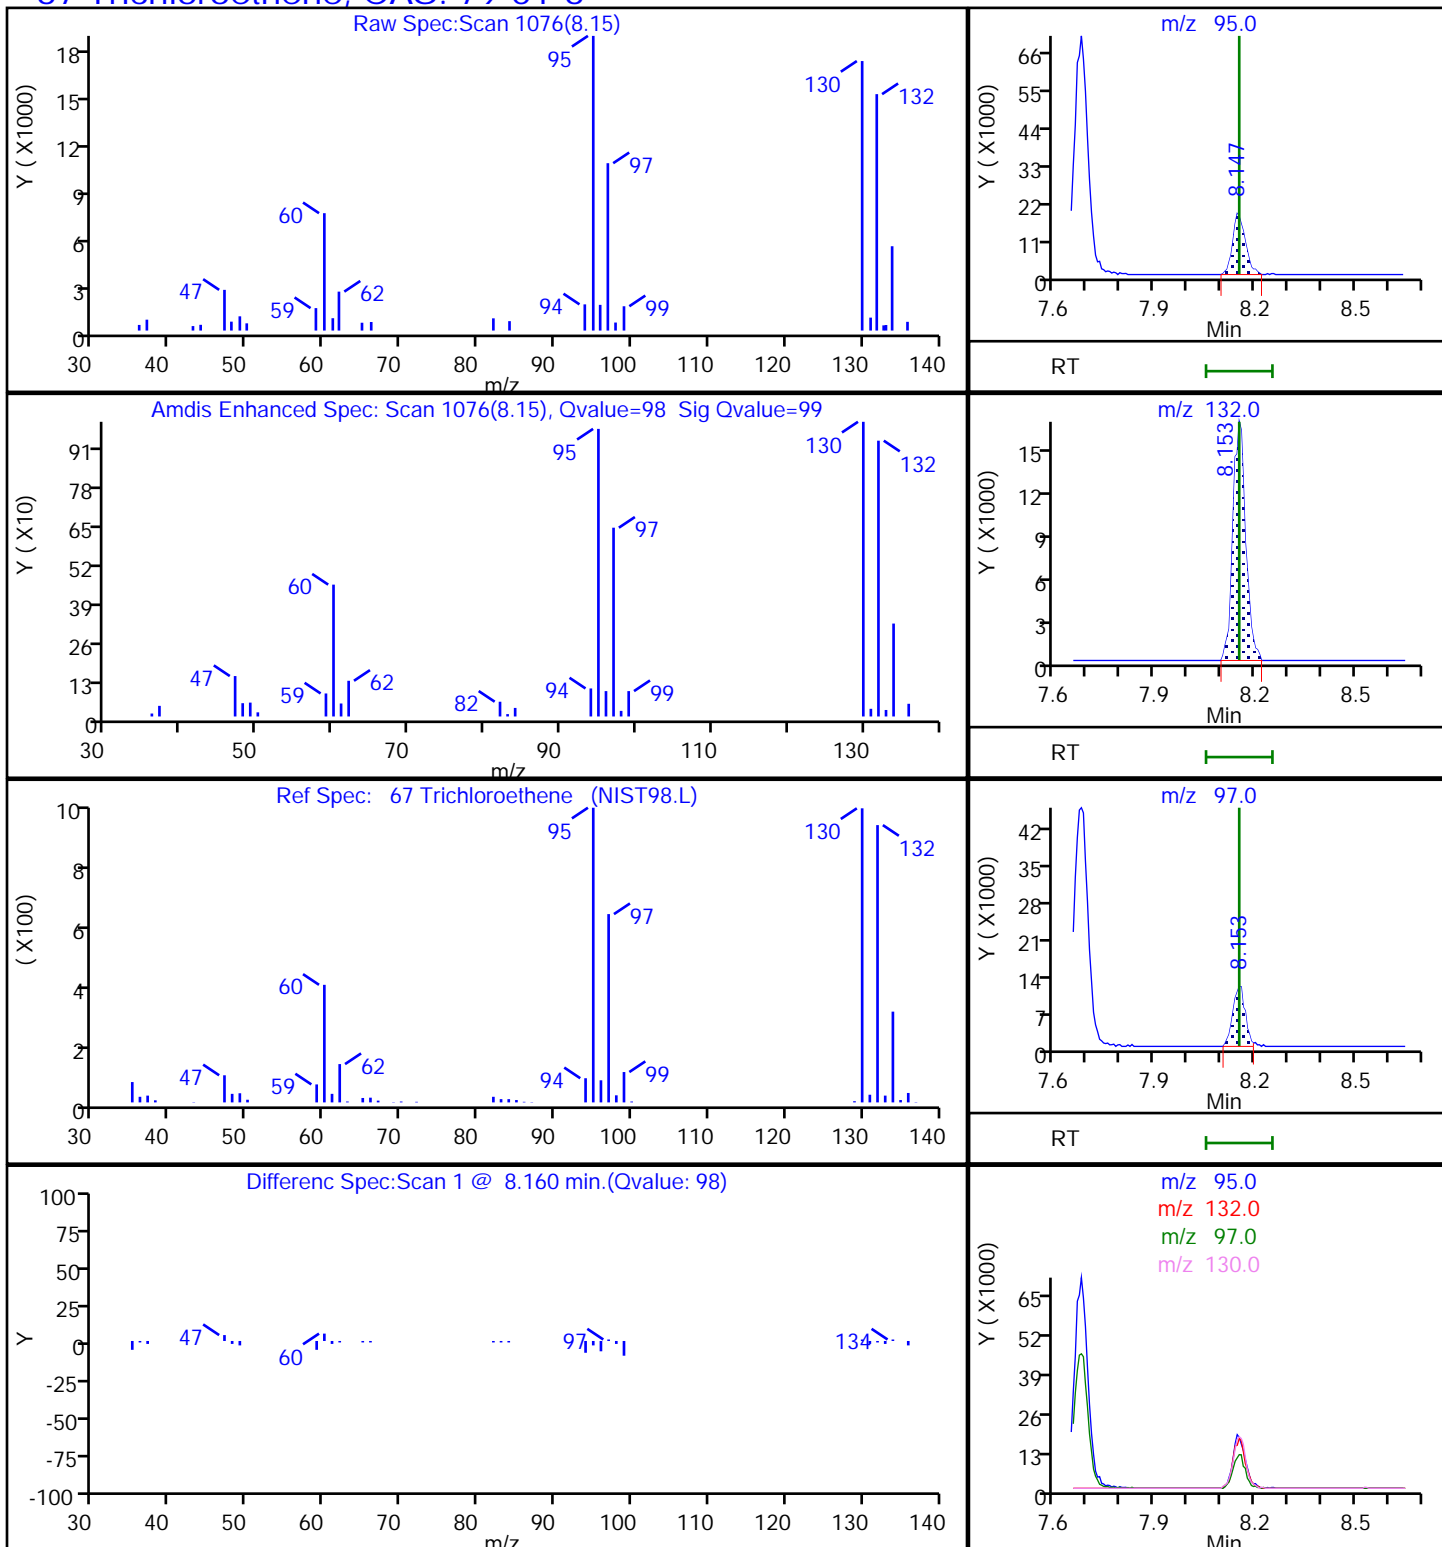 67 Trichloroethene, CAS: 79-01-6
Raw Spec:Scan 1076(8.15)
Y ( X1000)
18
15
12
9
6
3
0
95
130
132
97
60
47
59
62
94
99
30 40 50 60 70 80 90 100 110 120 130 140
m/z
m/z 95.0
Y ( X1000)
66
55
44
33
22
11
0
8.147
7.6 7.9 8.2 8.5
Min
RT
Amdis Enhanced Spec: Scan 1076(8.15), Qvalue=98 Sig Qvalue=99
Y ( X10)
91
78
65
52
39
26
13
0
95
130
132
97
60
47
59
62
82
94
99
30 50 70 90 110 130
m/z
m/z 132.0
Y ( X1000)
15
12
9
6
3
0
8.153
7.6 7.9 8.2 8.5
Min
RT
Ref Spec: 67 Trichloroethene (NIST98.L)
( X100)
10
8
6
4
2
0
95
130
132
97
60
47
59
62
94
99
30 40 50 60 70 80 90 100 110 120 130 140
m/z
m/z 97.0
Y ( X1000)
42
35
28
21
14
7
0
8.153
7.6 7.9 8.2 8.5
Min
RT
Differenc Spec:Scan 1 @ 8.160 min.(Qvalue: 98)
Y
100
75
50
25
0
-25
-50
-75
-100
47
60
97
134
30 40 50 60 70 80 90 100 110 120 130 140
m/z
m/z 95.0
m/z 132.0
m/z 97.0
m/z 130.0
Y ( X1000)
65
52
39
26
13
0
7.6 7.9 8.2 8.5
Min